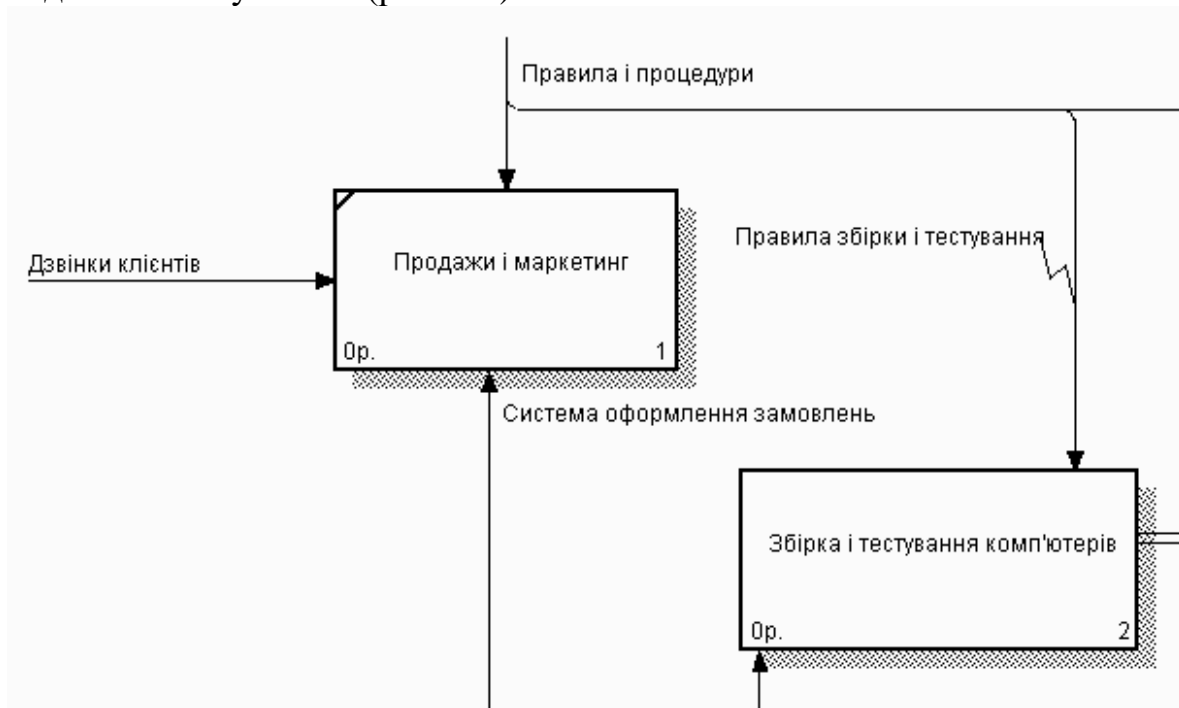 Правила і процедури
Правила збірки і тестування
Дзвінки клієнтів
Продажи і маркетинг
0р. 1
Система оформлення замовлень
Збірка і тестування комп'ютерів
0р. 2